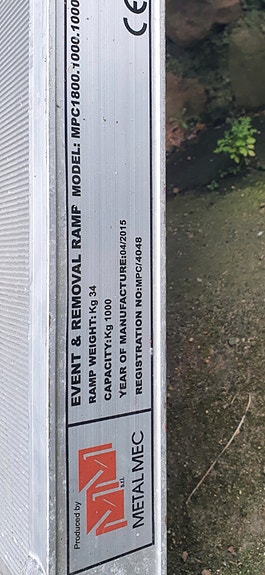 Produced by
MM
s.r.l.
METALMEC
EVENT & REMOVAL RAMP MODEL: MPC1800.1000.1000
RAMP WEIGHT: Kg 34
CAPACITY: Kg 1000
YEAR OF MANUFACTURE:04/2015
REGISTRATION NO:MPC/4048
CE